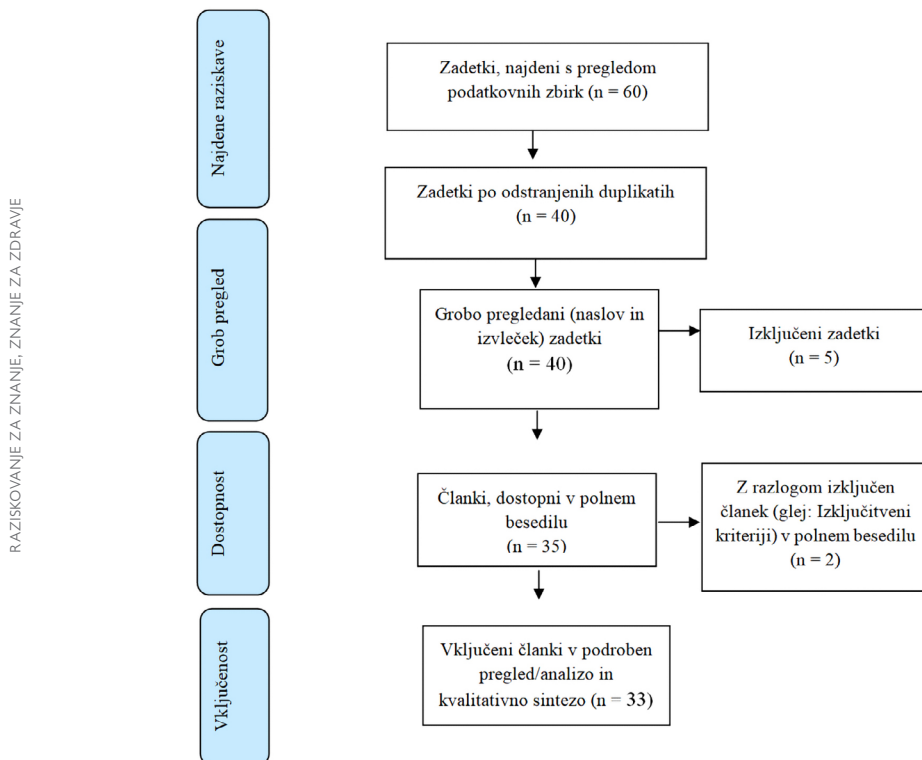 RAZISKOVANJE ZA ZNANJE, ZNANJE ZA ZDRAVJE
Najdene raziskave
Zadetki, najdeni s pregledom
podatkovnih zbirk (n = 60)
Zadetki po odstranjenih duplikatih
(n = 40)
Grob pregled
Grobo pregledani (naslov in
izvleček) zadetki
(n = 40)
Izključeni zadetki
(n = 5)
Dostopnost
Članki, dostopni v polnem
besedilu
(n = 35)
Z razlogom izključen
članek (glej: Izključitveni
kriteriji) v polnem besedilu
(n = 2)
Vključenost
Vključeni članki v podroben
pregled/analizo in
kvalitativno sintezo (n = 33)